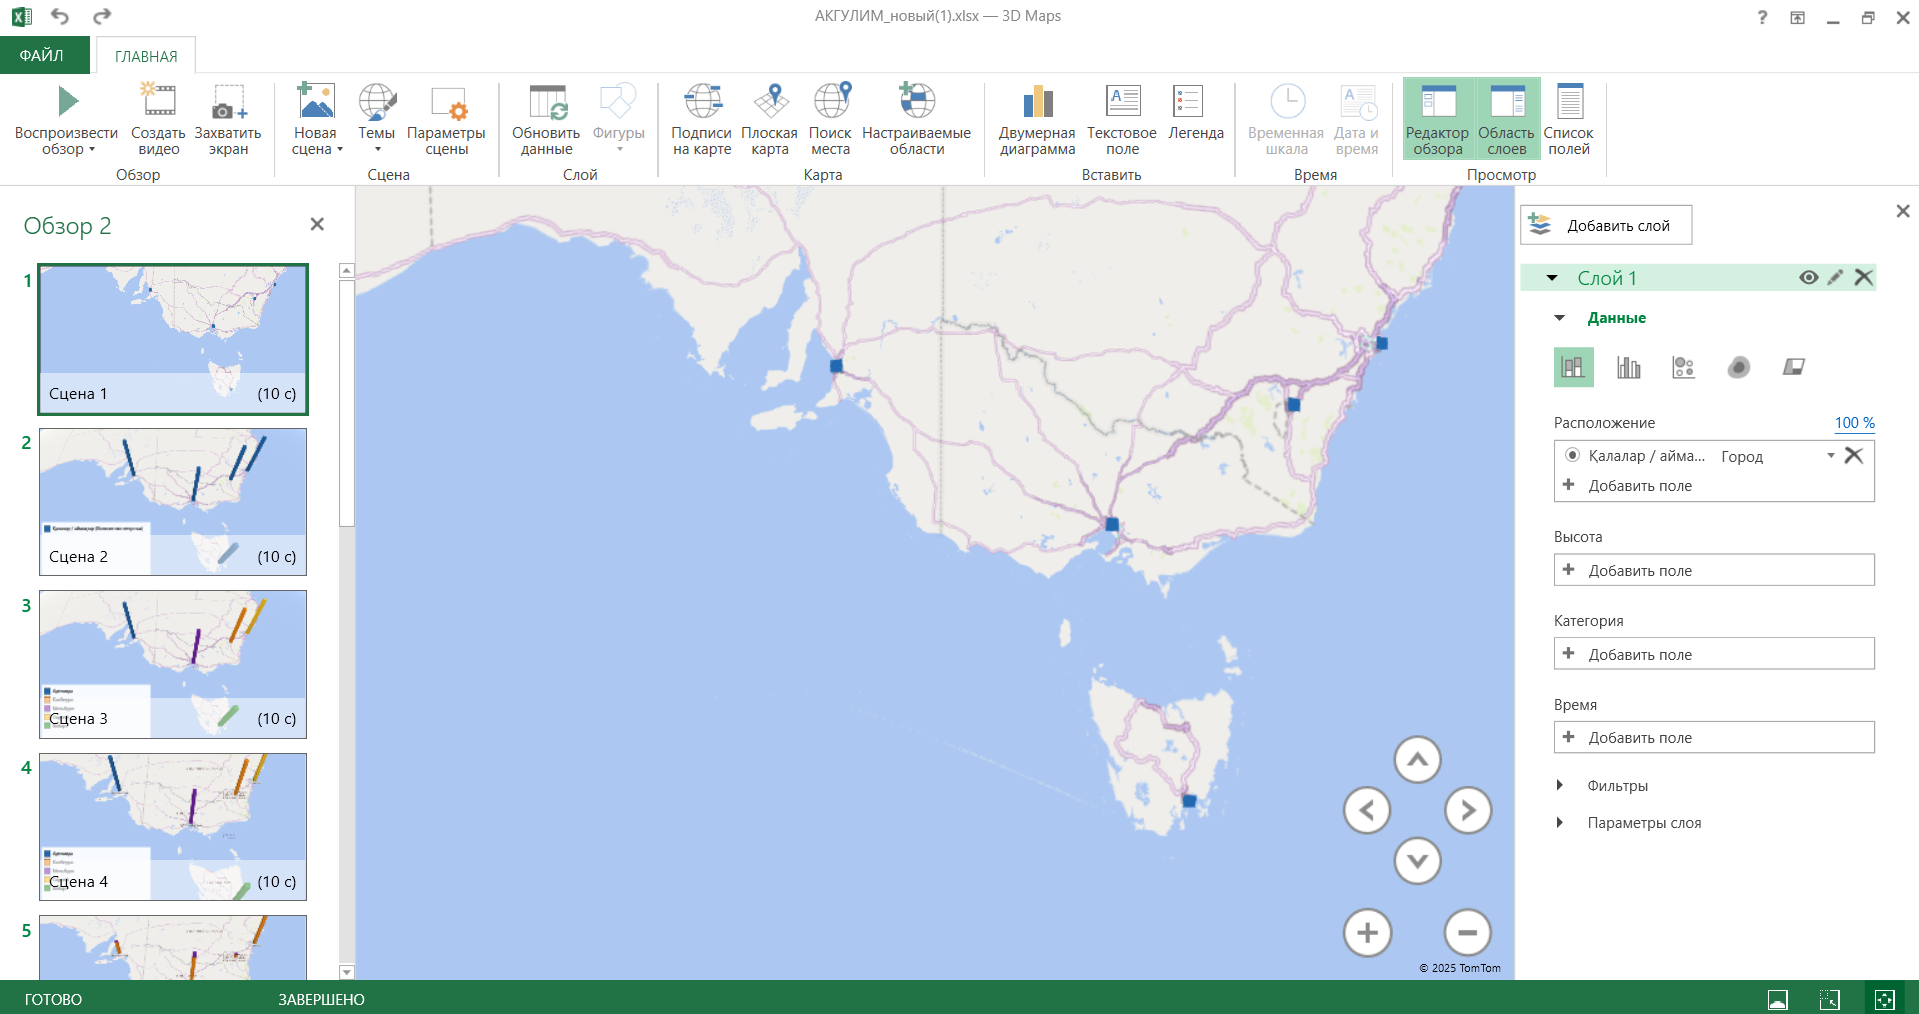 АКГУЛИМ_новый(1).xlsx — 3D Maps
?
ФАЙЛ
ГЛАВНАЯ
Воспроизвести обзор
Создать видео
Захватить экран
Обзор
Новая сцена
Темы
Параметры сцены
Сцена
Обновить данные
Фигуры
Слой
Подписи на карте
Плоская карта
Поиск места
Настраиваемые области
Карта
Двумерная диаграмма
Текстовое поле
Легенда
Вставить
Временная шкала
Дата и время
Время
Редактор обзора
Область слоев
Список полей
Просмотр
Обзор 2
1
Сцена 1 (10 с)
2
Сцена 2 (10 с)
3
Сцена 3 (10 с)
4
Сцена 4 (10 с)
5
© 2025 TomTom
Добавить слой
Слой 1
Данные
Расположение 100 %
Қалалар / айма... Город
Добавить поле
Высота
Добавить поле
Категория
Добавить поле
Время
Добавить поле
Фильтры
Параметры слоя
ГОТОВО
ЗАВЕРШЕНО